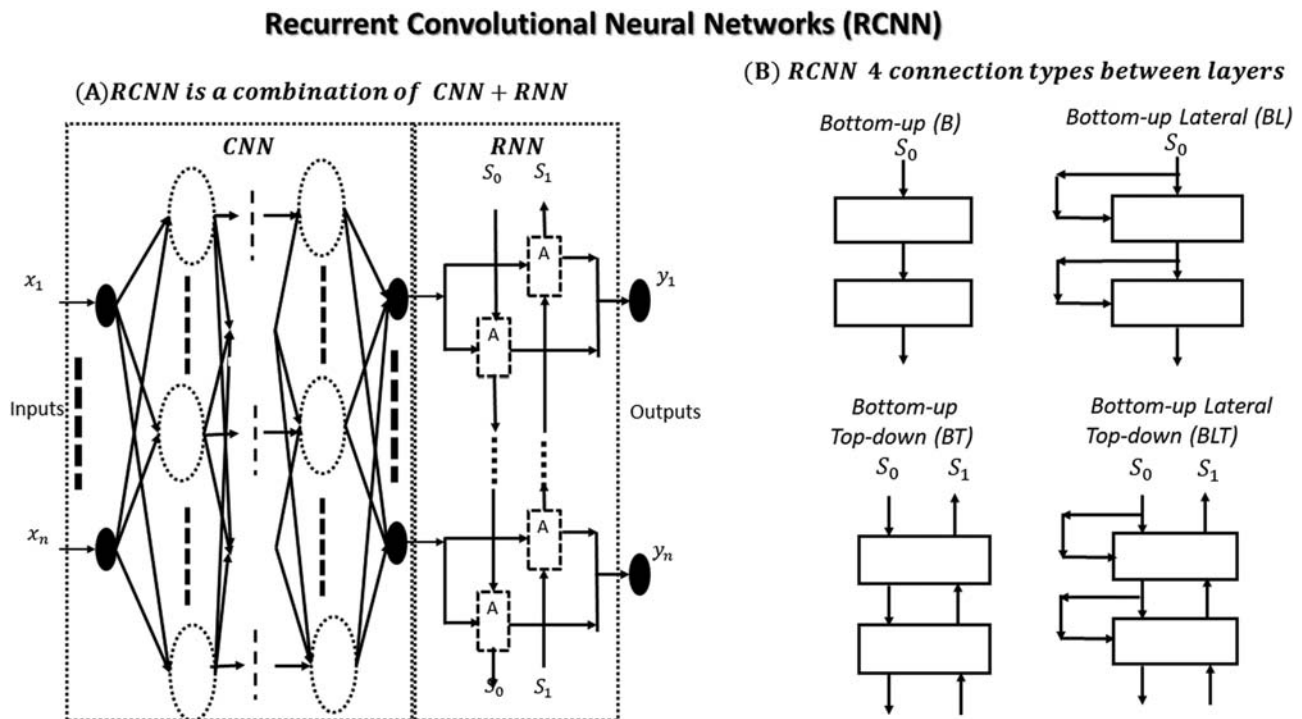 Recurrent Convolutional Neural Networks (RCNN)
(A)RCNN is a combination of CNN + RNN
CNN
RNN
S₀ S₁
A
x₁
y₁
A
Inputs
Outputs
A
xₙ
yₙ
A
S₀ S₁
(B) RCNN 4 connection types between layers
Bottom-up (B)
S₀
Bottom-up Lateral (BL)
S₀
Bottom-up
Top-down (BT)
S₀ S₁
Bottom-up Lateral
Top-down (BLT)
S₀ S₁